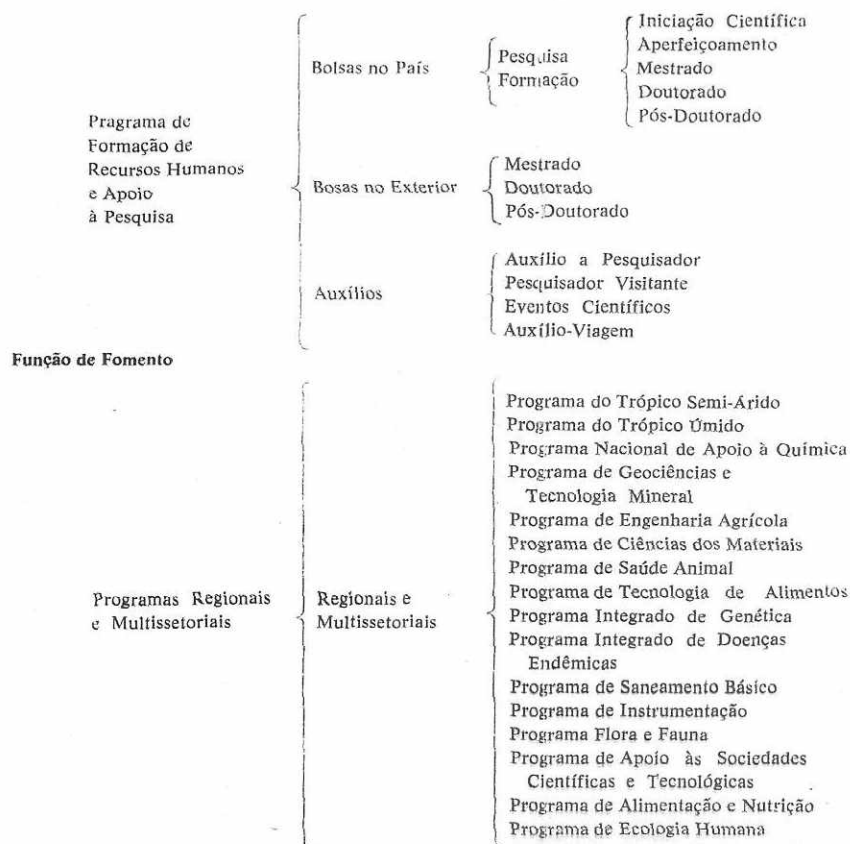 Pragrama de
Formação de
Recursos Humanos
e Apoio
à Pesquisa
Bolsas no País
Pesquisa
Formação
Iniciação Científica
Aperfeiçoamento
Mestrado
Doutorado
Pós-Doutorado
Bosas no Exterior
Mestrado
Doutorado
Pós-Doutorado
Auxílios
Auxílio a Pesquisador
Pesquisador Visitante
Eventos Científicos
Auxílio-Viagem
Função de Fomento
Programas Regionais
e Multissetoriais
Regionais e
Multissetoriais
Programa do Trópico Semi-Árido
Programa do Trópico Úmido
Programa Nacional de Apoio à Química
Programa de Geociências e
Tecnologia Mineral
Programa de Engenharia Agrícola
Programa de Ciências dos Materiais
Programa de Saúde Animal
Programa de Tecnologia de Alimentos
Programa Integrado de Genética
Programa Integrado de Doenças
Endêmicas
Programa de Saneamento Básico
Programa de Instrumentação
Programa Flora e Fauna
Programa de Apoio às Sociedades
Científicas e Tecnológicas
Programa de Alimentação e Nutrição
Programa de Ecologia Humana